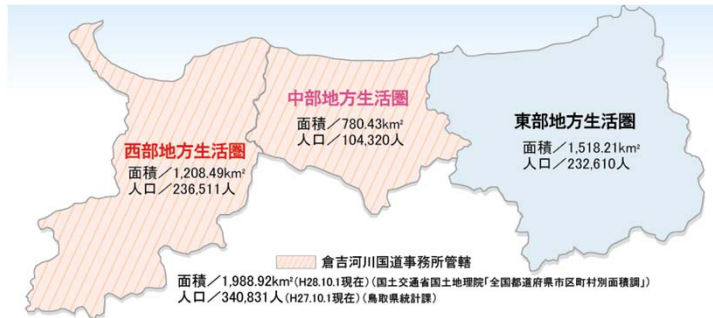 中部地方生活圏
面積／780.43km²
人口／104,320人
東部地方生活圏
面積／1,518.21km²
人口／232,610人
西部地方生活圏
面積／1,208.49km²
人口／236,511人
倉吉河川国道事務所管轄
面積／1,988.92km²(H28.10.1現在)(国土交通省国土地理院「全国都道府県市区町村別面積調」)
人口／340,831人(H27.10.1現在)(鳥取県統計課)